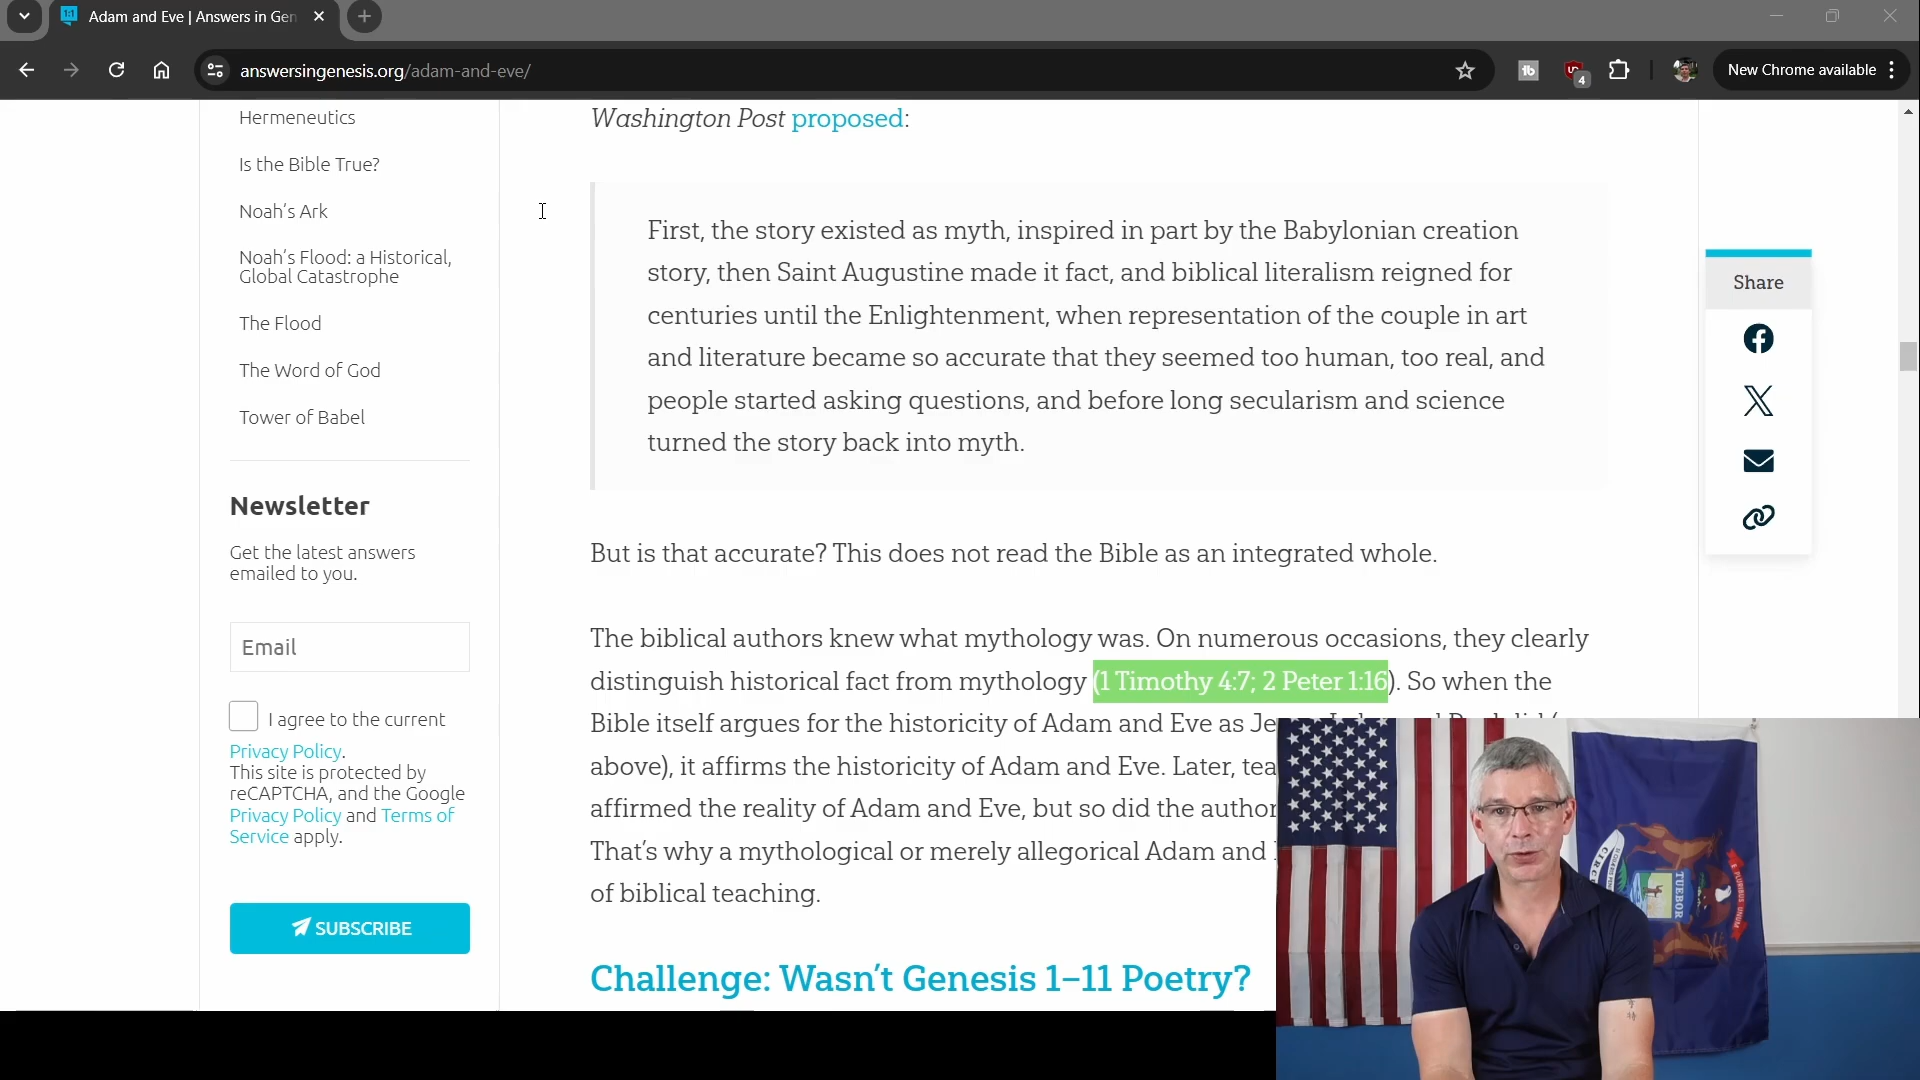 Adam and Eve | Answers in Gen
answersingenesis.org/adam-and-eve/
4
New Chrome available
Hermeneutics
Is the Bible True?
Noah's Ark
Noah's Flood: a Historical,
Global Catastrophe
The Flood
The Word of God
Tower of Babel
Newsletter
Get the latest answers
emailed to you.
Email
I agree to the current
Privacy Policy.
This site is protected by
reCAPTCHA, and the Google
Privacy Policy and Terms of
Service apply.
SUBSCRIBE
Washington Post proposed:
First, the story existed as myth, inspired in part by the Babylonian creation
story, then Saint Augustine made it fact, and biblical literalism reigned for
centuries until the Enlightenment, when representation of the couple in art
and literature became so accurate that they seemed too human, too real, and
people started asking questions, and before long secularism and science
turned the story back into myth.
But is that accurate? This does not read the Bible as an integrated whole.
The biblical authors knew what mythology was. On numerous occasions, they clearly
distinguish historical fact from mythology (1 Timothy 4:7; 2 Peter 1:16). So when the
Bible itself argues for the historicity of Adam and Eve as
above), it affirms the historicity of Adam and Eve. Later,
affirmed the reality of Adam and Eve, but so did the
That's why a mythological or merely allegorical Adam and
of biblical teaching.
Challenge: Wasn't Genesis 1–11 Poetry?
Share
TUEBOR
E PLURIBUS UNUM